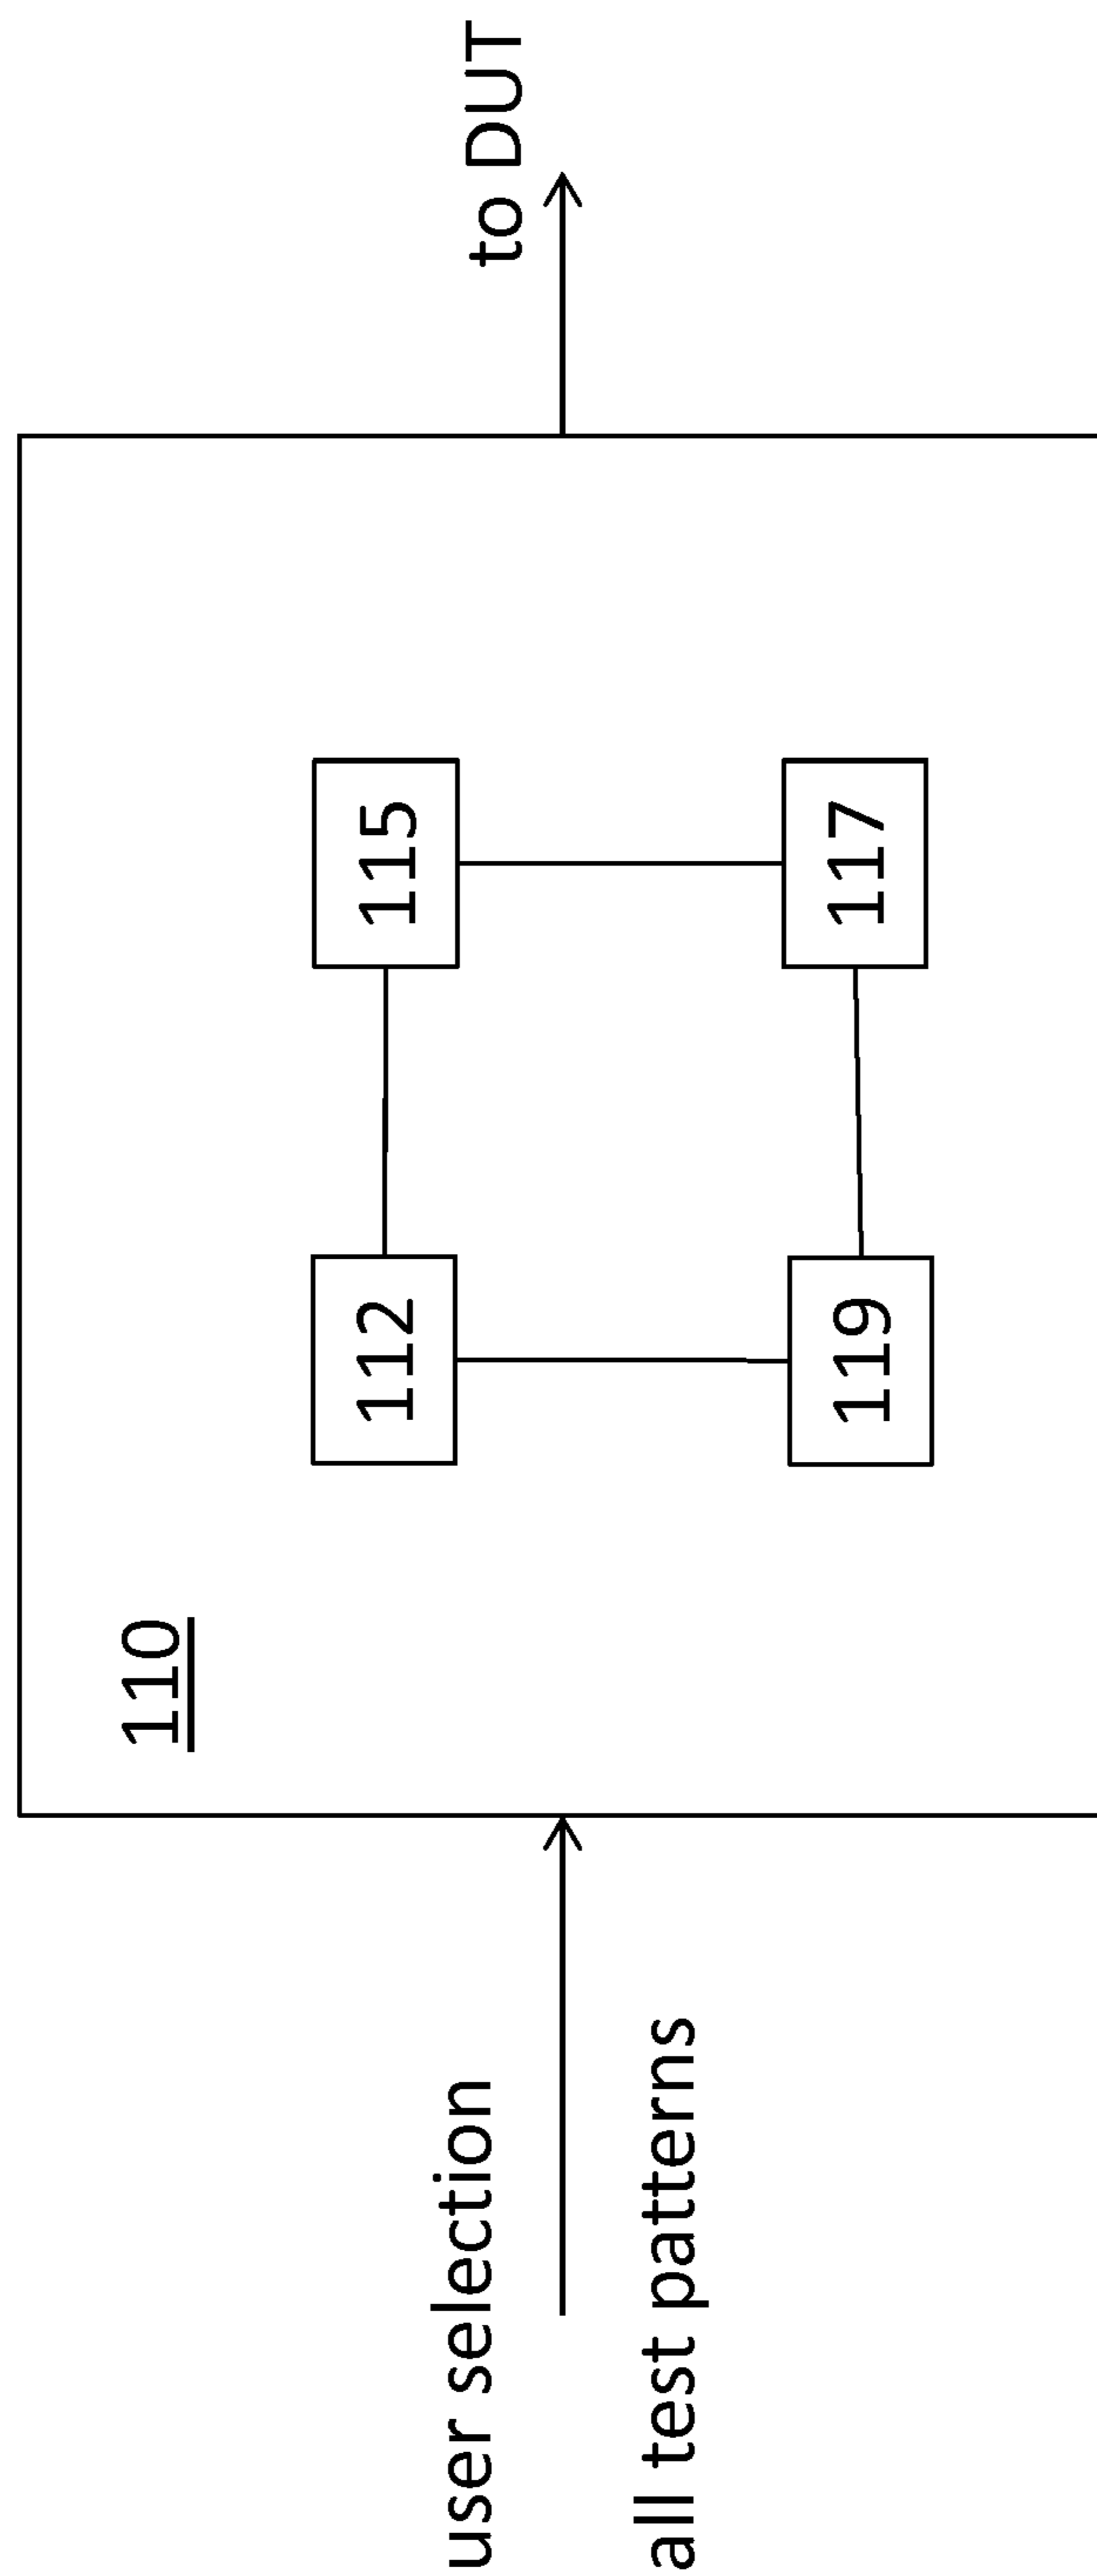 110
user selection
all test patterns
112
115
119
117
to DUT